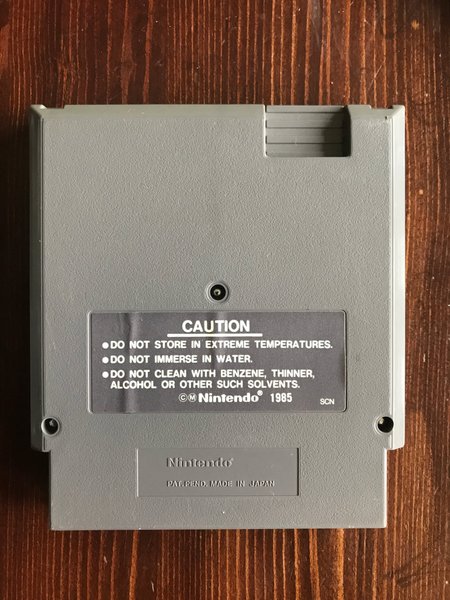 CAUTION
●DO NOT STORE IN EXTREME TEMPERATURES.
●DO NOT IMMERSE IN WATER.
●DO NOT CLEAN WITH BENZENE, THINNER,
ALCOHOL OR OTHER SUCH SOLVENTS.
©Ⓜ Nintendo® 1985 SCN
Nintendo®
PAT.PEND. MADE IN JAPAN